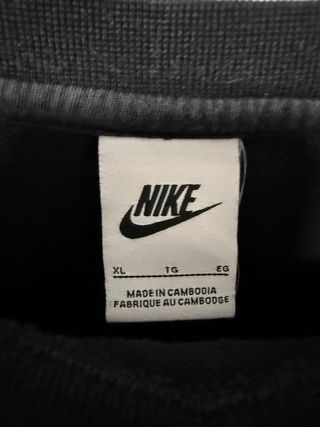 NIKE
XL TG EG
MADE IN CAMBODIA
FABRIQUE AU CAMBODGE